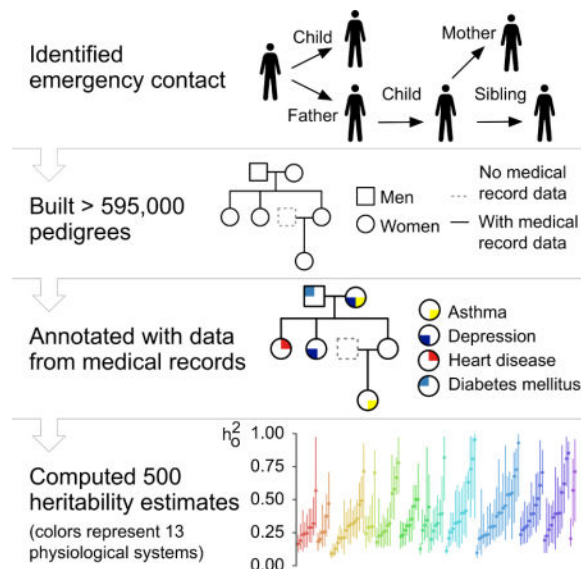 Identified
emergency contact
Child
Father
Child
Mother
Sibling
Built > 595,000
pedigrees
Men
Women
No medical
record data
With medical
record data
Annotated with data
from medical records
Asthma
Depression
Heart disease
Diabetes mellitus
Computed 500
heritability estimates
(colors represent 13
physiological systems)
h²o
1.00
0.75
0.50
0.25
0.00